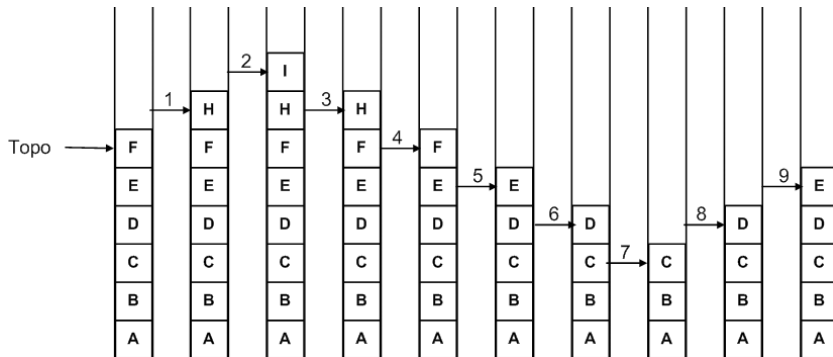 2 I
1 H H 3 H
Topo F F F F 4 F
E E E E E 5 E 9 E
D D D D D D 6 D 8 D D
C C C C C C C 7 C C C
B B B B B B B B B B
A A A A A A A A A A